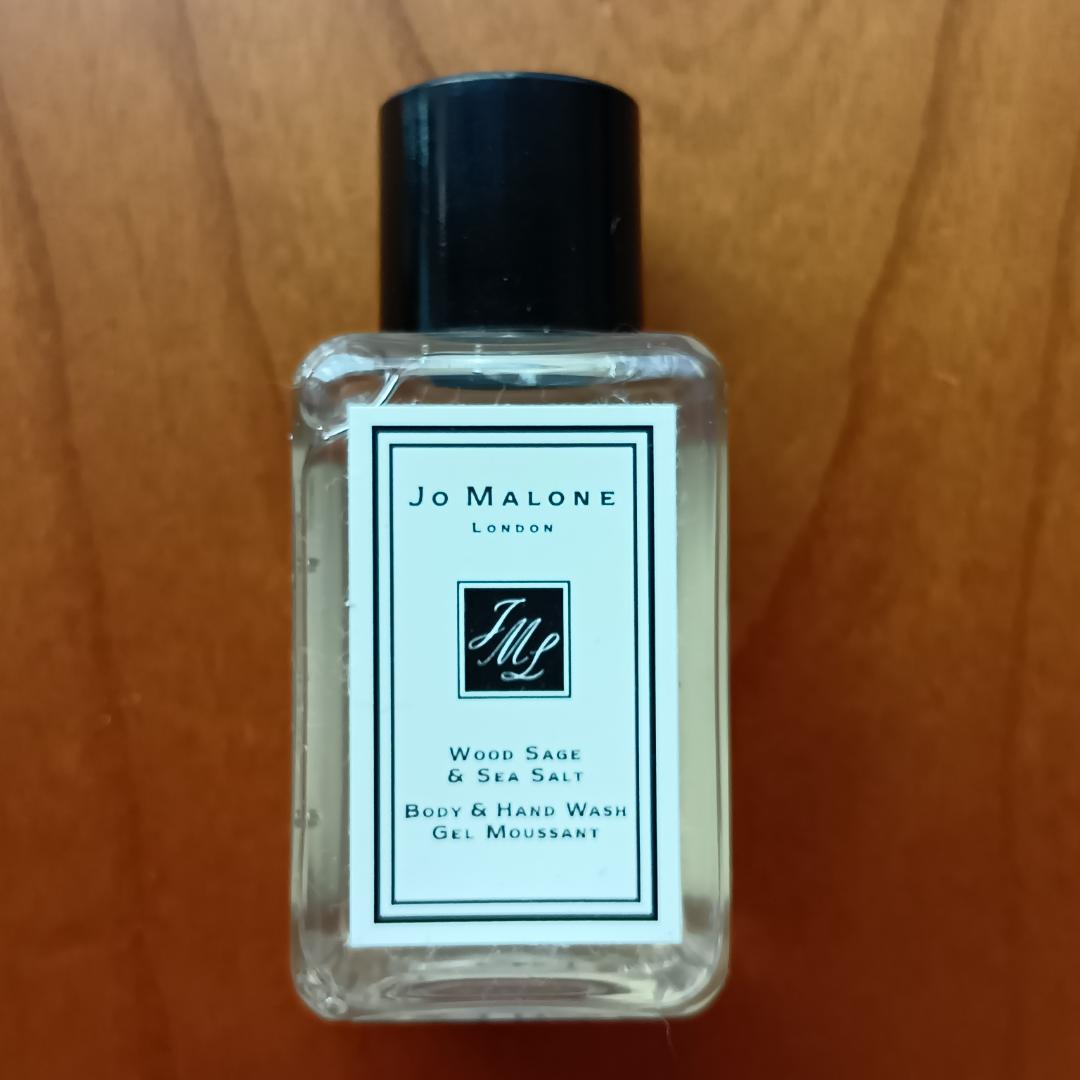 Jo Malone
London
JML
Wood Sage
& Sea Salt
Body & Hand Wash
Gel Moussant